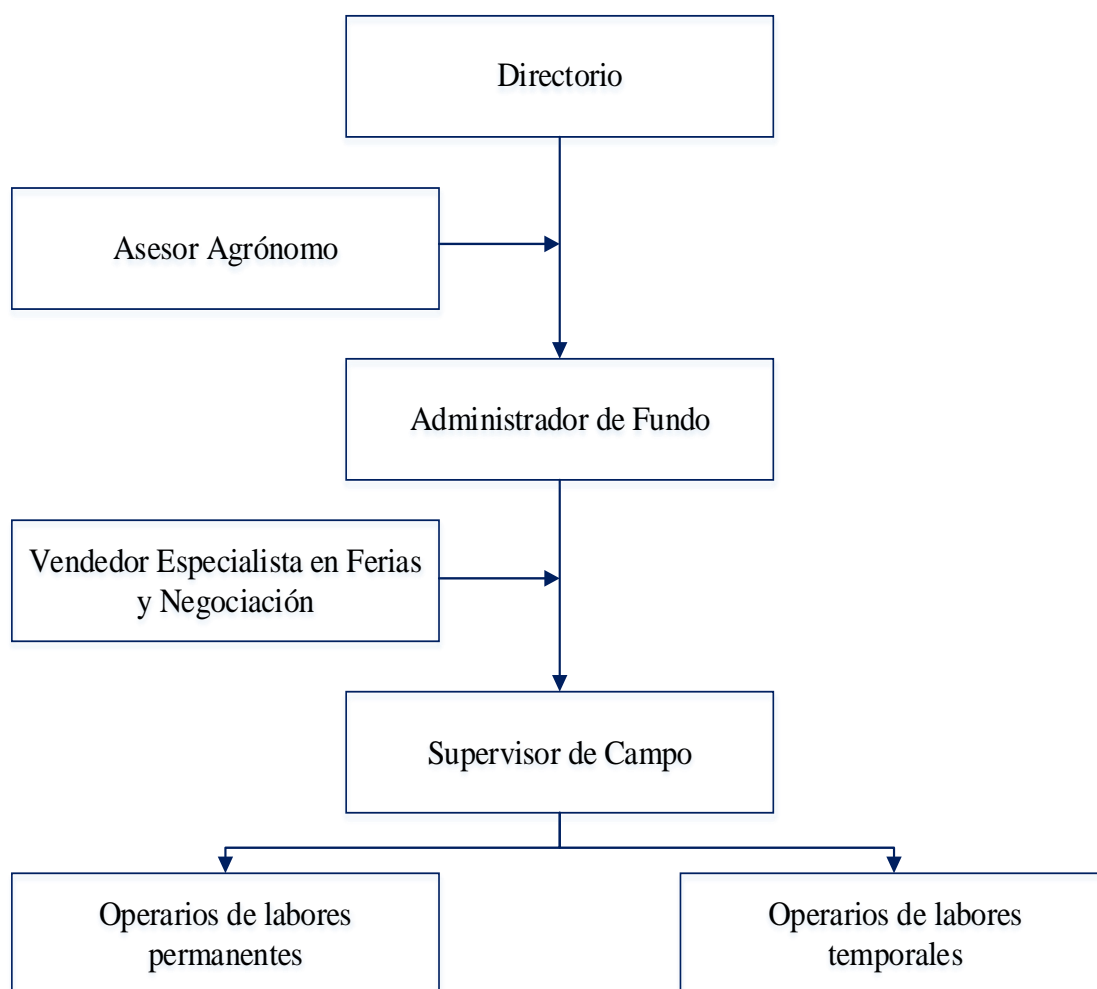 Directorio
Asesor Agrónomo
Administrador de Fundo
Vendedor Especialista en Ferias
y Negociación
Supervisor de Campo
Operarios de labores
permanentes
Operarios de labores
temporales